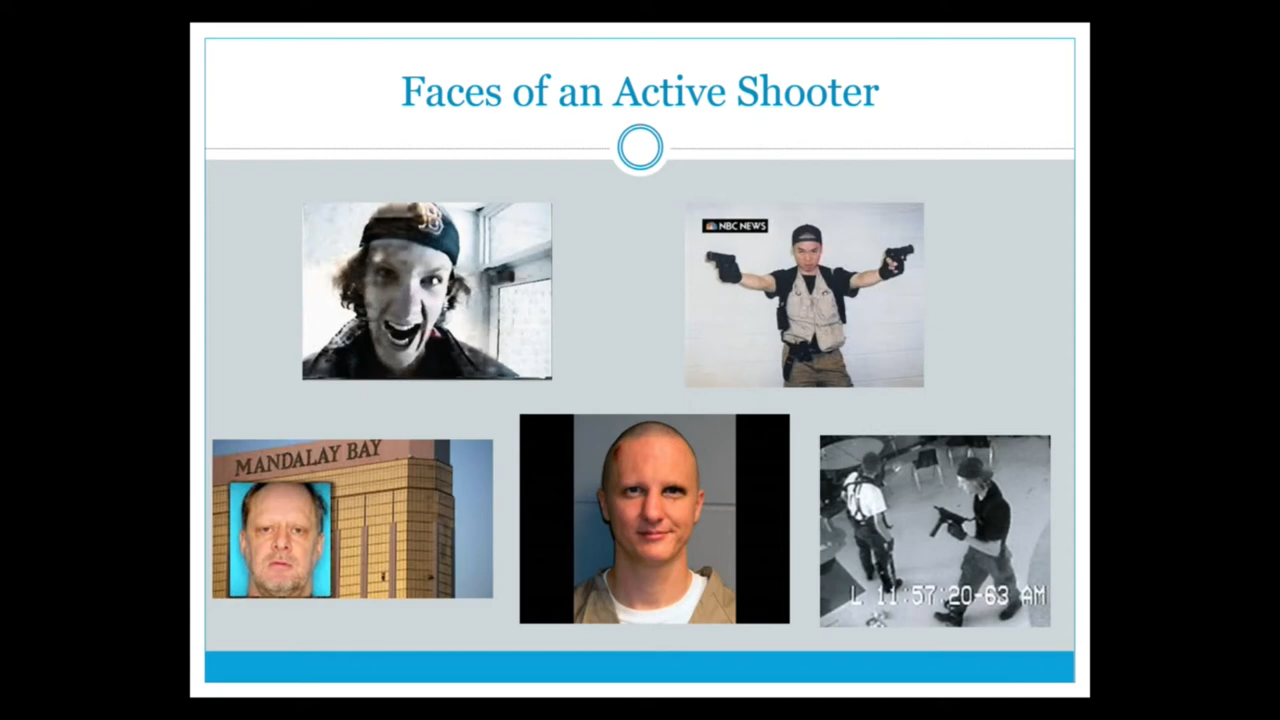 Faces of an Active Shooter
NBC NEWS
MANDALAY BAY
L 11:57:20-63 AM